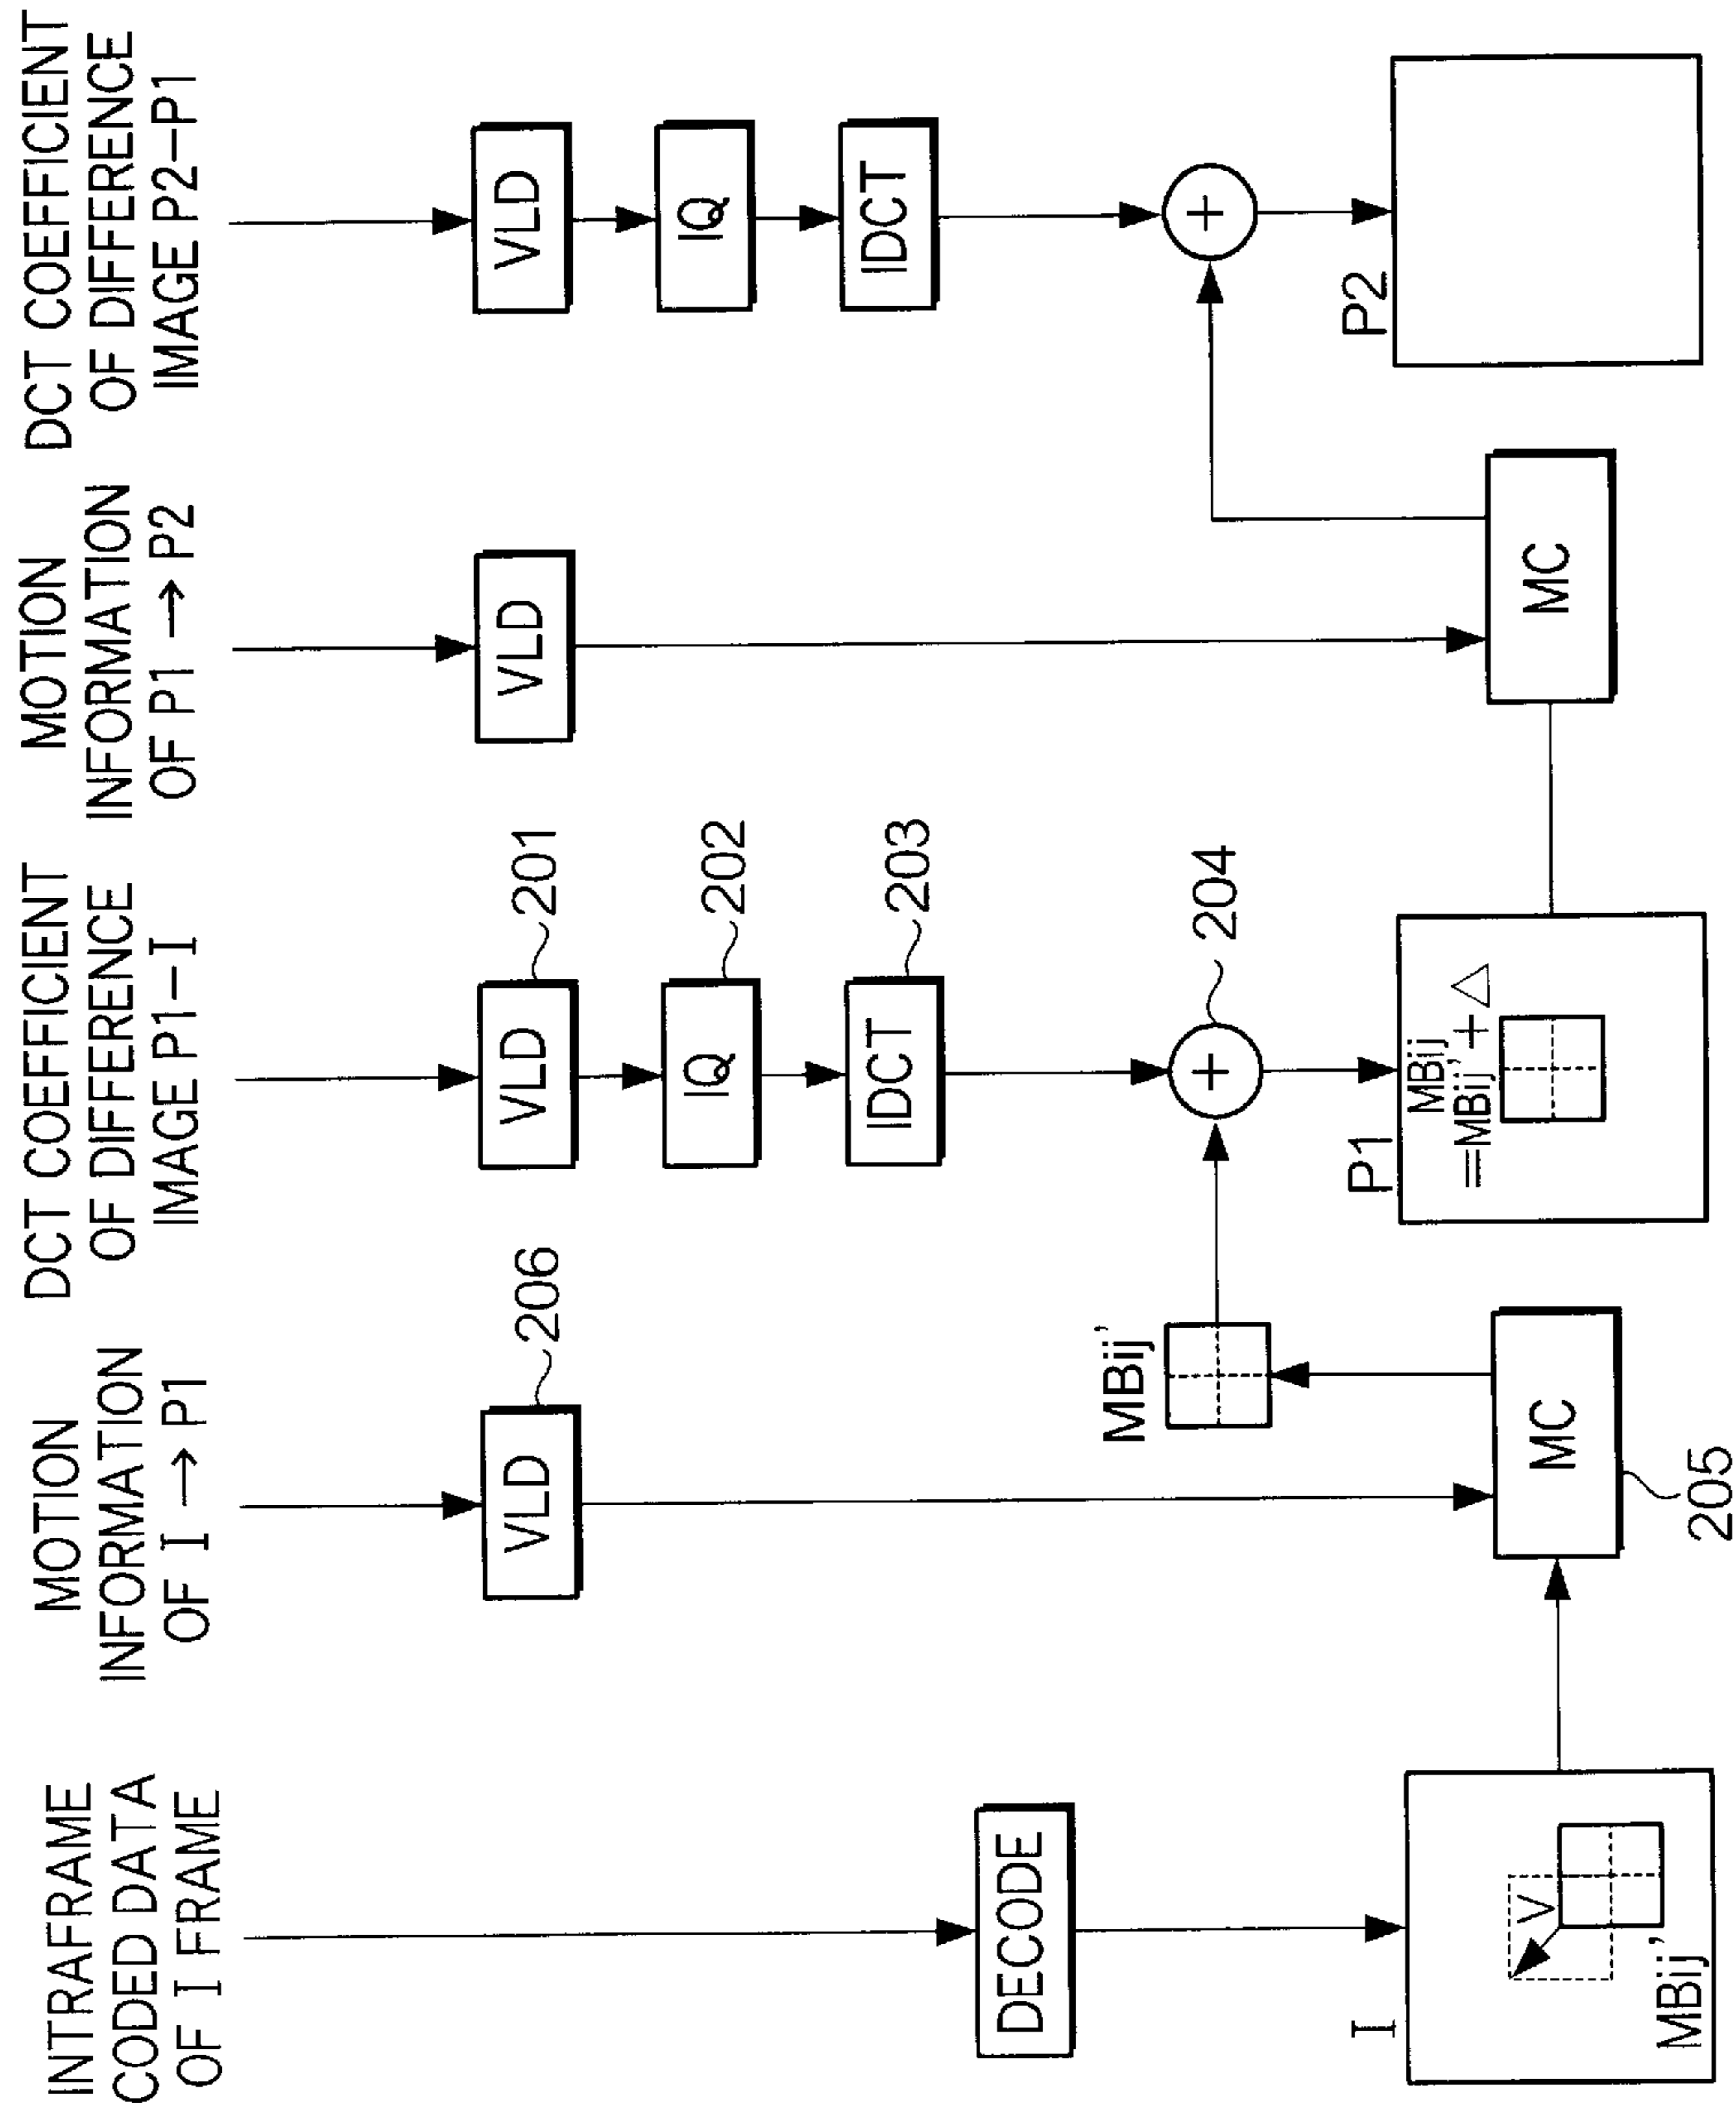 INTRAFRAME
CODED DATA
OF I FRAME
MOTION
INFORMATION
OF I → P1
DCT COEFFICIENT
OF DIFFERENCE
IMAGE P1-I
MOTION
INFORMATION
OF P1 → P2
DCT COEFFICIENT
OF DIFFERENCE
IMAGE P2-P1
VLD
206
VLD
201
VLD
VLD
IQ
202
IQ
DECODE
IDCT
203
IDCT
MBij'
+
204
+
I
V
MBij'
MC
205
P1
MBij
=MBij'+△
MC
P2